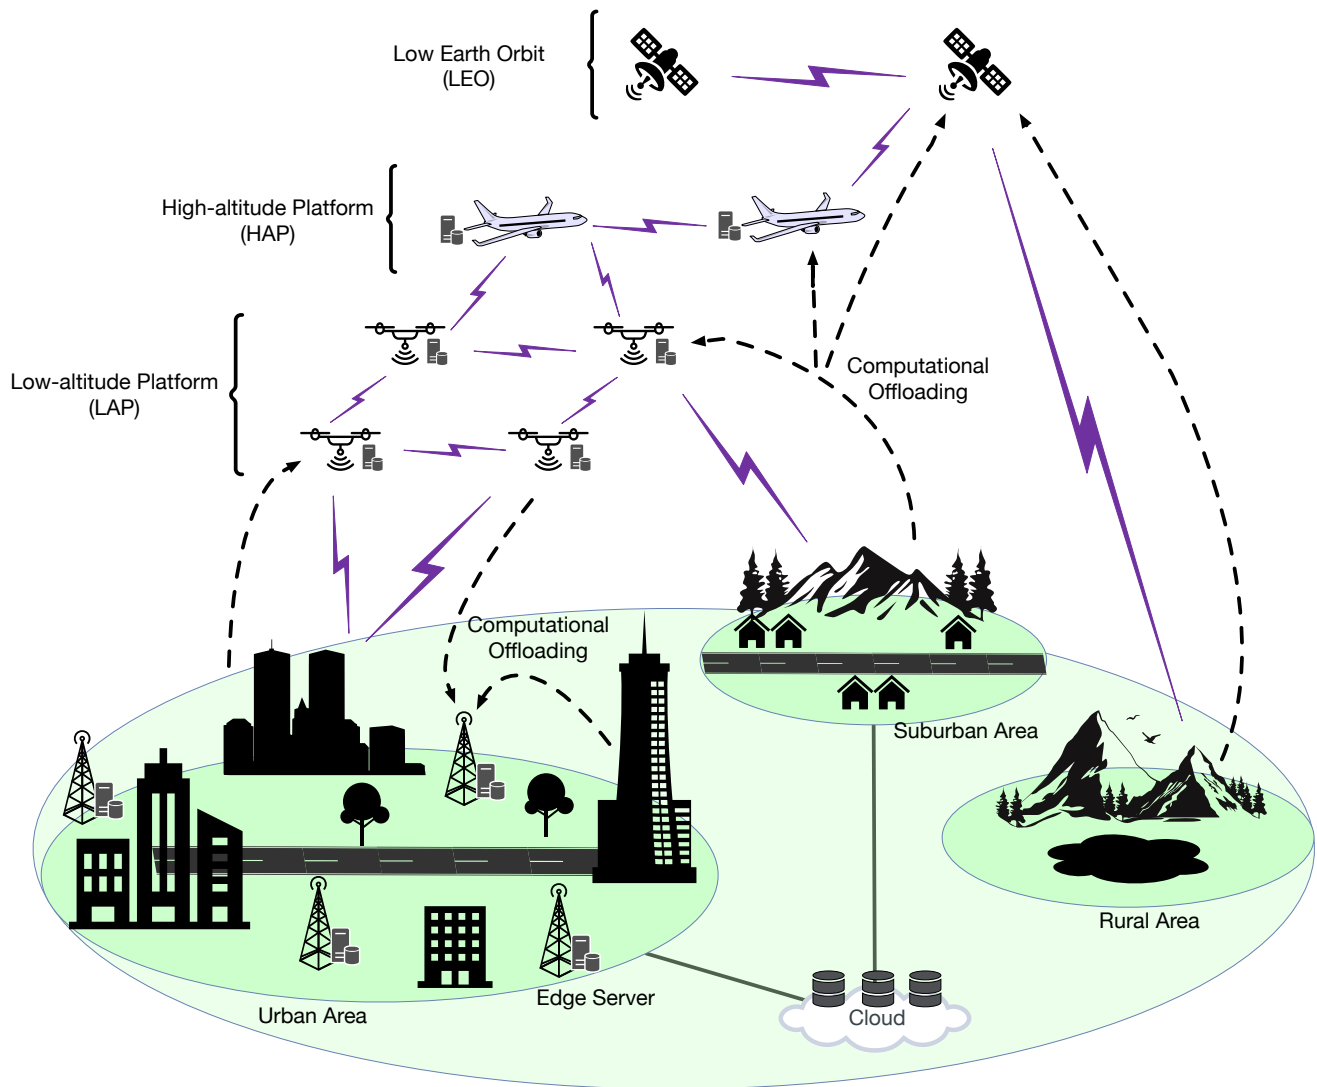 Low Earth Orbit
(LEO)
High-altitude Platform
(HAP)
Low-altitude Platform
(LAP)
Computational
Offloading
Computational
Offloading
Suburban Area
Rural Area
Edge Server
Urban Area
Cloud